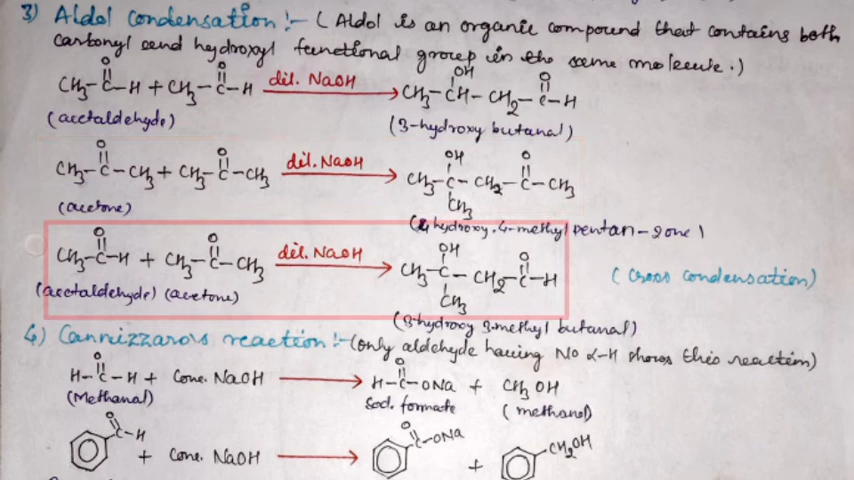 3) Aldol condensation :- (Aldol is an organic compound that contains both
carbonyl and hydroxyl functional group in the same molecule.)
CH3-C(=O)-H + CH3-C(=O)-H dil. NaOH → CH3-CH(OH)-CH2-C(=O)-H
(acetaldehyde) (3-hydroxy butanal)
CH3-C(=O)-CH3 + CH3-C(=O)-CH3 dil. NaOH → CH3-C(OH)(CH3)-CH2-C(=O)-CH3
(acetone) (4 hydroxy-4-methyl pentan-2one)
CH3-C(=O)-H + CH3-C(=O)-CH3 dil. NaOH → CH3-C(OH)(CH3)-CH2-C(=O)-H (Cross condensation)
(acetaldehyde) (acetone) (3-hydroxy 3-methyl butanal)
4) Cannizzaro's reaction :- (only aldehyde having No α-H shows this reaction)
H-C(=O)-H + Conc. NaOH → H-C(=O)-ONa + CH3OH
(Methanal) Sod. formate (methanol)
C(=O)-H + Conc. NaOH → C(=O)-ONa + CH2OH